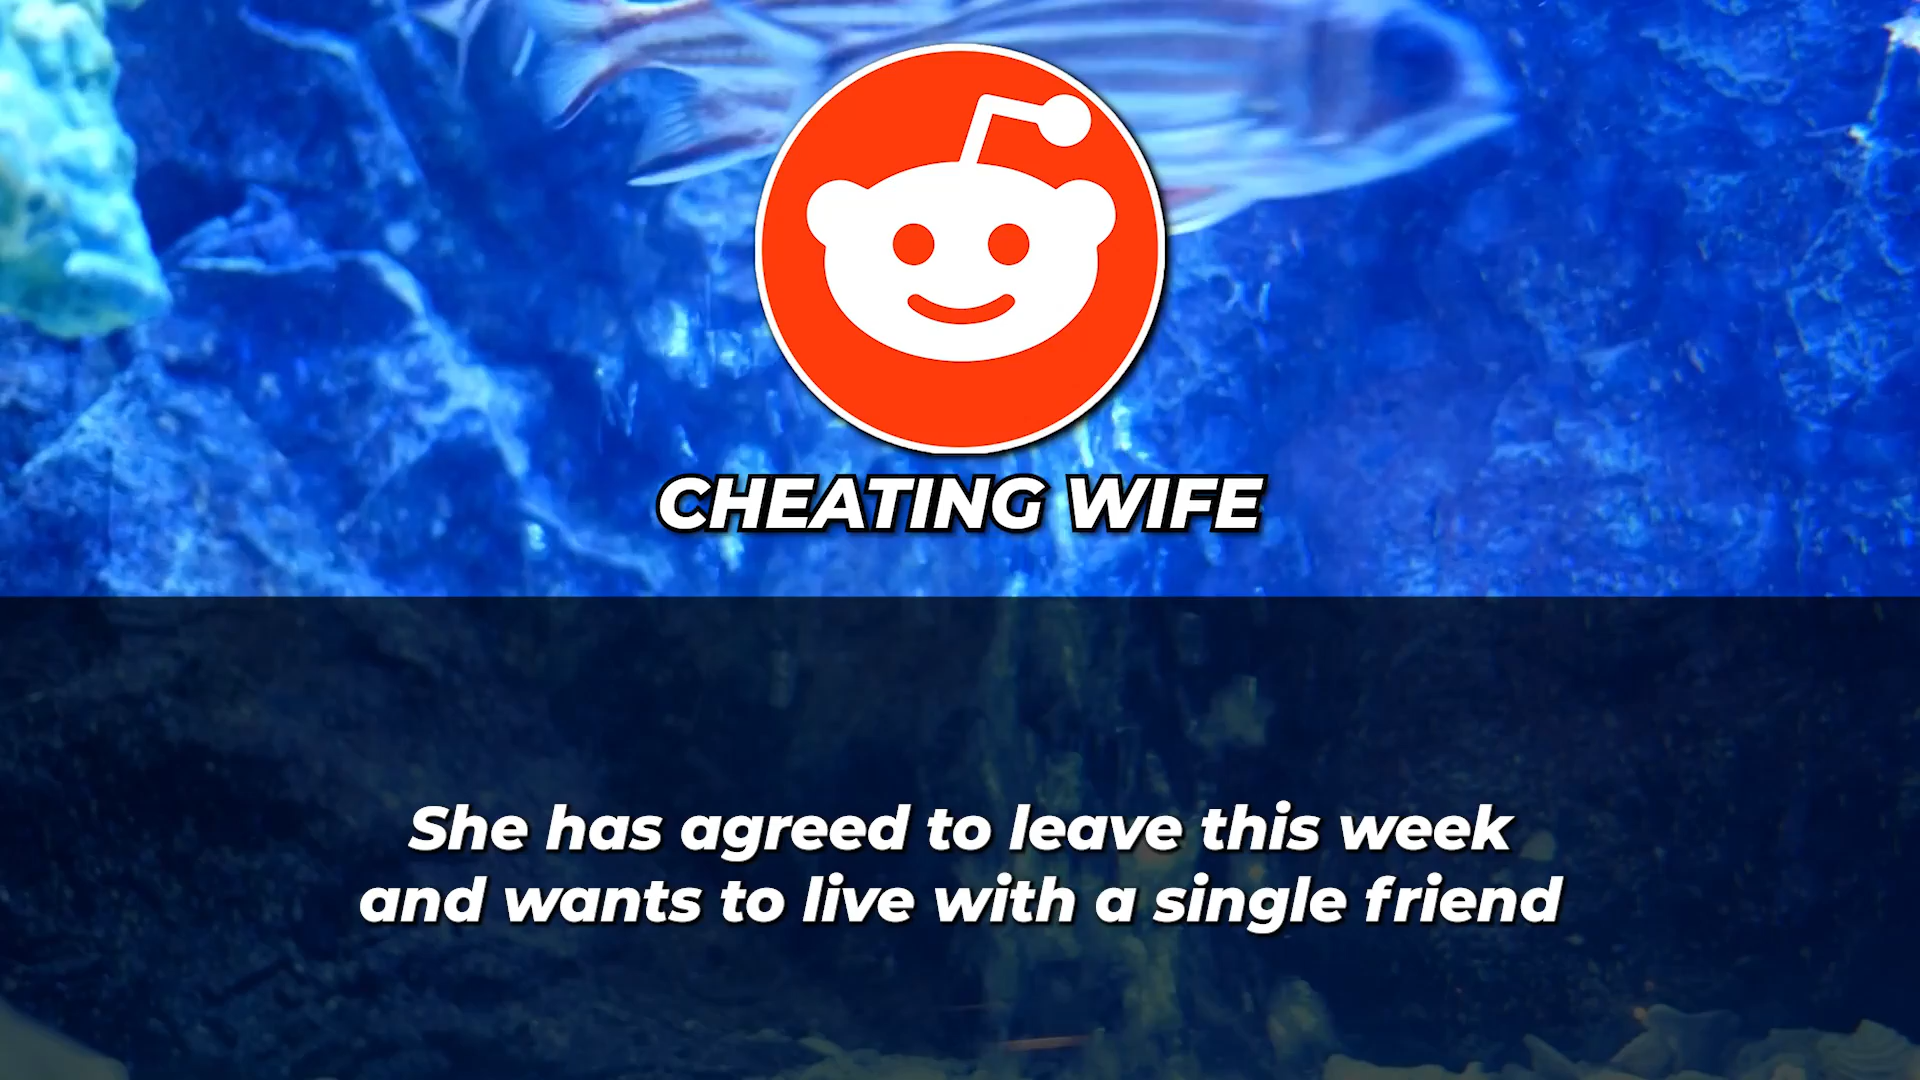 CHEATING WIFE
She has agreed to leave this week
and wants to live with a single friend